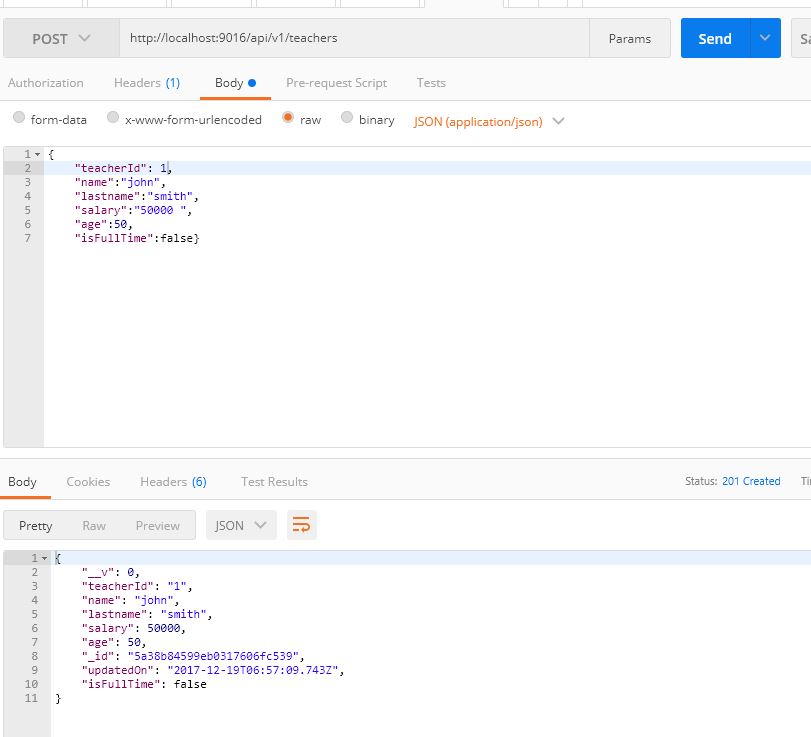 POST http://localhost:9016/api/v1/teachers Params Send Sa
Authorization Headers (1) Body Pre-request Script Tests
form-data x-www-form-urlencoded raw binary JSON (application/json)
1 {
2 "teacherId": 1,
3 "name":"john",
4 "lastname":"smith",
5 "salary":"50000 ",
6 "age":50,
7 "isFullTime":false}
Body Cookies Headers (6) Test Results Status: 201 Created Ti
Pretty Raw Preview JSON
1 {
2 "__v": 0,
3 "teacherId": "1",
4 "name": "john",
5 "lastname": "smith",
6 "salary": 50000,
7 "age": 50,
8 "_id": "5a38b84599eb0317606fc539",
9 "updatedOn": "2017-12-19T06:57:09.743Z",
10 "isFullTime": false
11 }